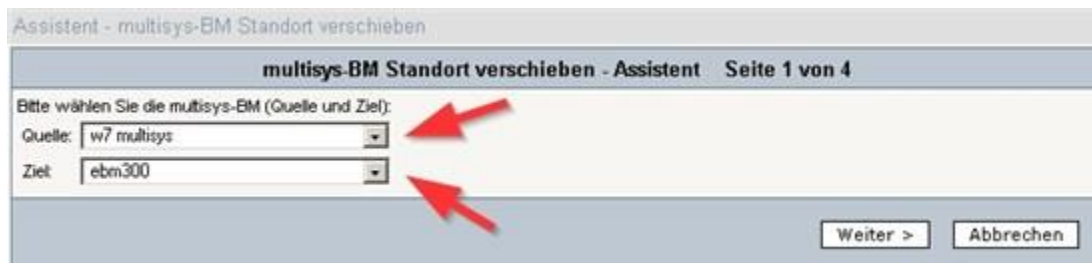 Assistent - multisys-BM Standort verschieben
multisys-BM Standort verschieben - Assistent Seite 1 von 4
Bitte wählen Sie die multisys-BM (Quelle und Ziel):
Quelle: w7 multisys
Ziel: ebm300
Weiter > Abbrechen